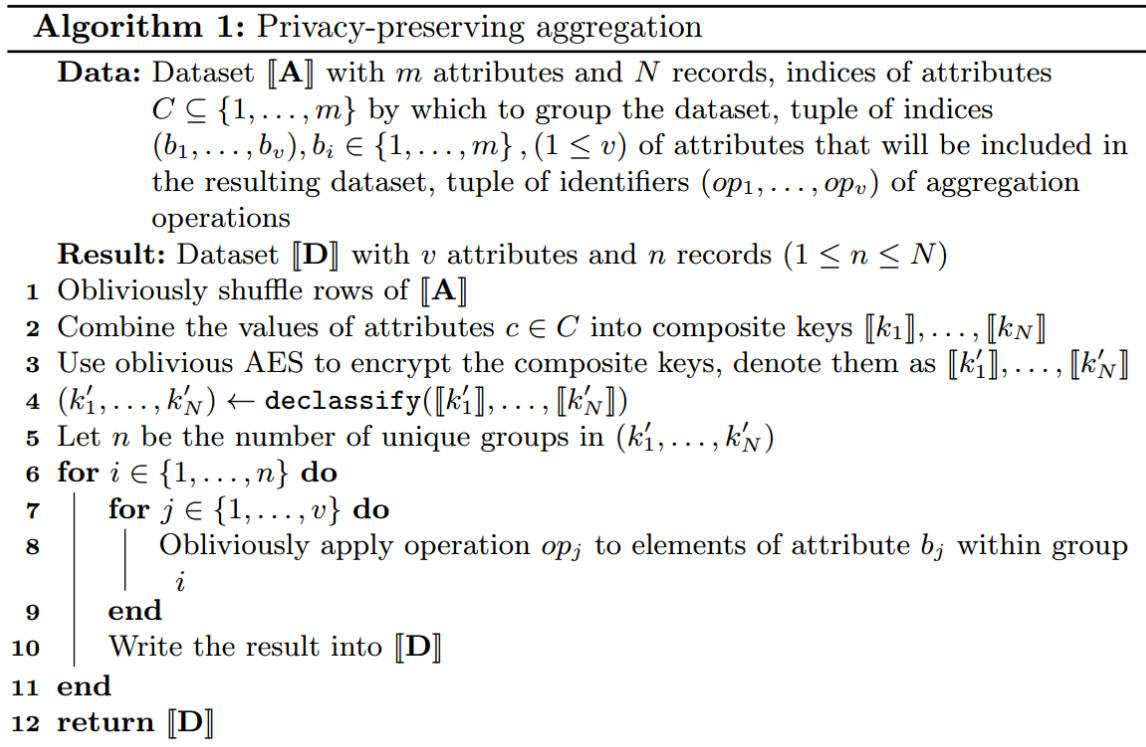 Algorithm 1: Privacy-preserving aggregation
Data: Dataset ⟦A⟧ with m attributes and N records, indices of attributes
C ⊆ {1, . . . , m} by which to group the dataset, tuple of indices
(b₁, . . . , bᵥ), bᵢ ∈ {1, . . . , m} , (1 ≤ v) of attributes that will be included in
the resulting dataset, tuple of identifiers (op₁, . . . , opᵥ) of aggregation
operations
Result: Dataset ⟦D⟧ with v attributes and n records (1 ≤ n ≤ N)
1 Obliviously shuffle rows of ⟦A⟧
2 Combine the values of attributes c ∈ C into composite keys ⟦k₁⟧, . . . , ⟦k_N⟧
3 Use oblivious AES to encrypt the composite keys, denote them as ⟦k′₁⟧, . . . , ⟦k′_N⟧
4 (k′₁, . . . , k′_N) ← declassify(⟦k′₁⟧, . . . , ⟦k′_N⟧)
5 Let n be the number of unique groups in (k′₁, . . . , k′_N)
6 for i ∈ {1, . . . , n} do
7 for j ∈ {1, . . . , v} do
8 Obliviously apply operation opⱼ to elements of attribute bⱼ within group
i
9 end
10 Write the result into ⟦D⟧
11 end
12 return ⟦D⟧